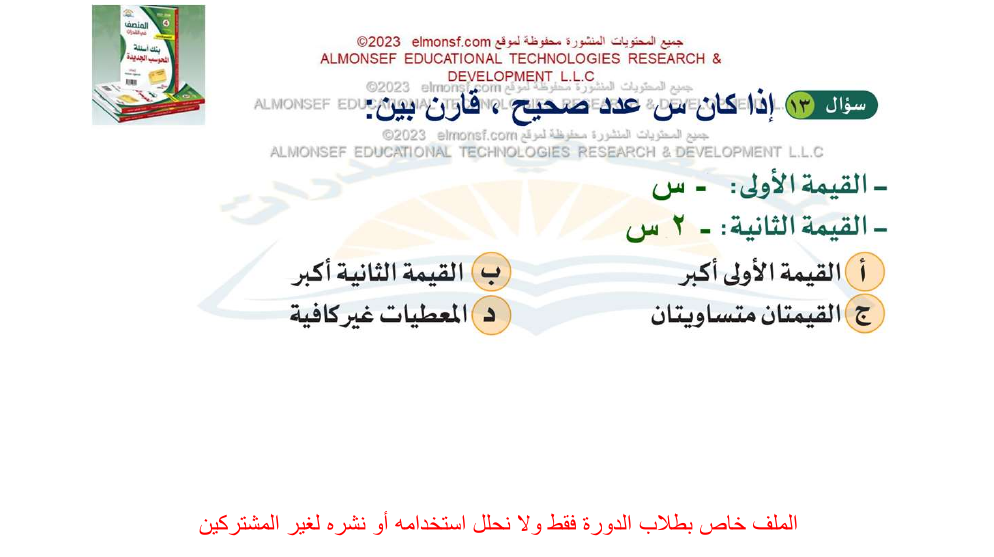 المنصف
في القدرات
بنك أسئلة
المحوسب الجديدة
جميع المحتويات المنشورة محفوظة لموقع elmonsf.com 2023©
ALMONSEF EDUCATIONAL TECHNOLOGIES RESEARCH &
DEVELOPMENT L.L.C
جميع المحتويات المنشورة محفوظة لموقع elmonsf.com 2023©
ALMONSEF EDUCATIONAL TECHNOLOGIES RESEARCH & DEVELOPMENT L.L.C
سؤال ١٣ إذا كان س عدد صحيح ، قارن بين:
جميع المحتويات المنشورة محفوظة لموقع elmonsf.com 2023©
ALMONSEF EDUCATIONAL TECHNOLOGIES RESEARCH & DEVELOPMENT L.L.C
- القيمة الأولى: - س
- القيمة الثانية: - ٢ س
أ القيمة الأولى أكبر ب القيمة الثانية أكبر
ج القيمتان متساويتان د المعطيات غير كافية
الملف خاص بطلاب الدورة فقط ولا نحلل استخدامه أو نشره لغير المشتركين